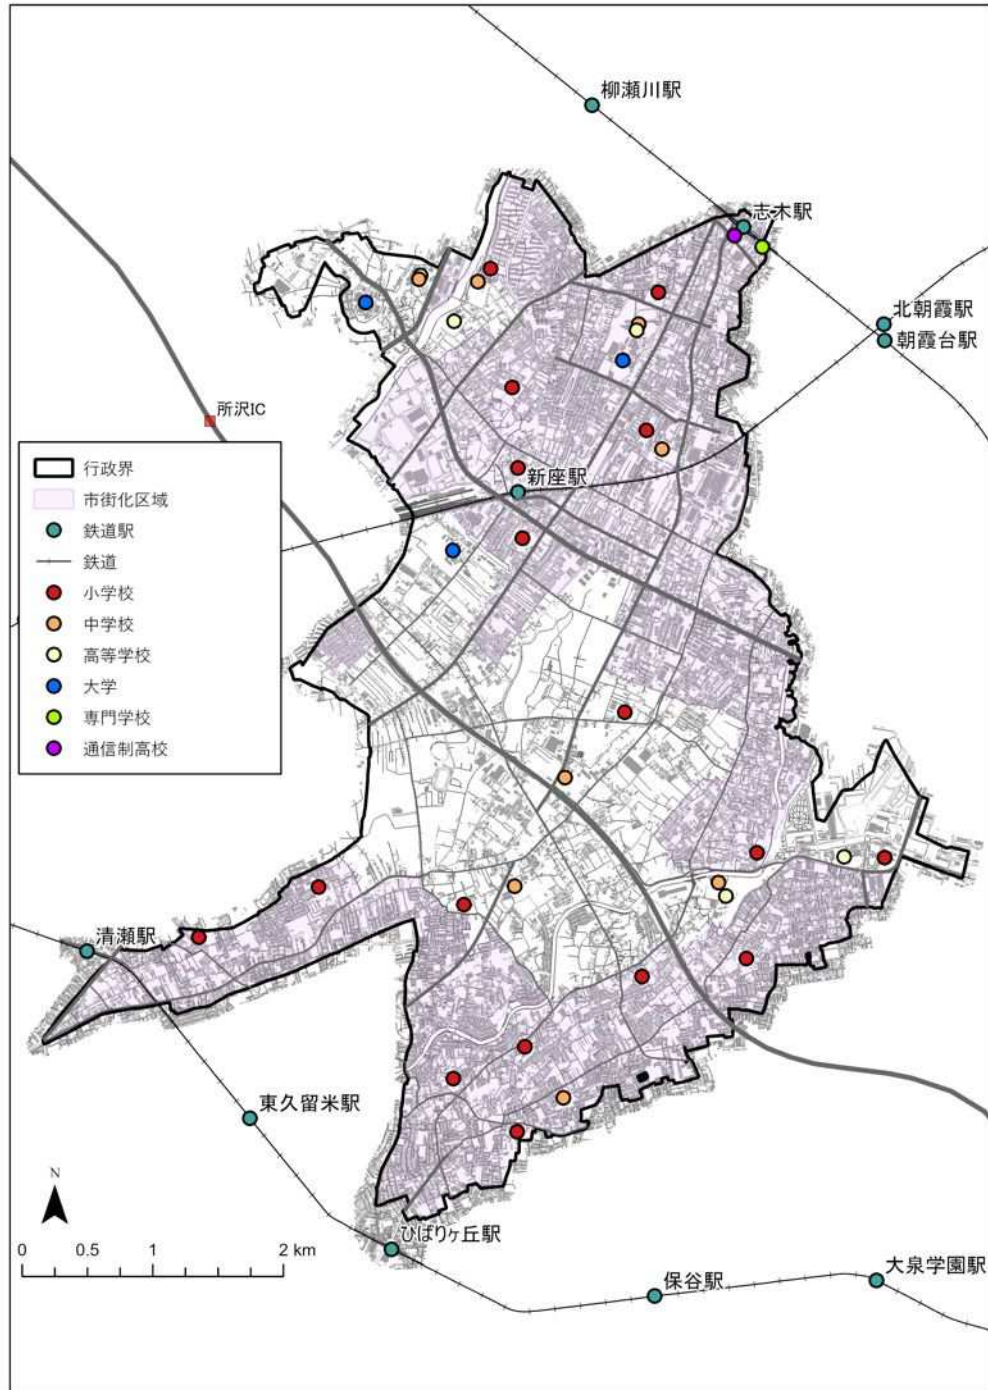 柳瀬川駅
志木駅
北朝霞駅
朝霞台駅
所沢IC
行政界
市街化区域
鉄道駅
鉄道
小学校
中学校
高等学校
大学
専門学校
通信制高校
新座駅
清瀬駅
東久留米駅
N
0 0.5 1 2 km
ひばりヶ丘駅
保谷駅
大泉学園駅